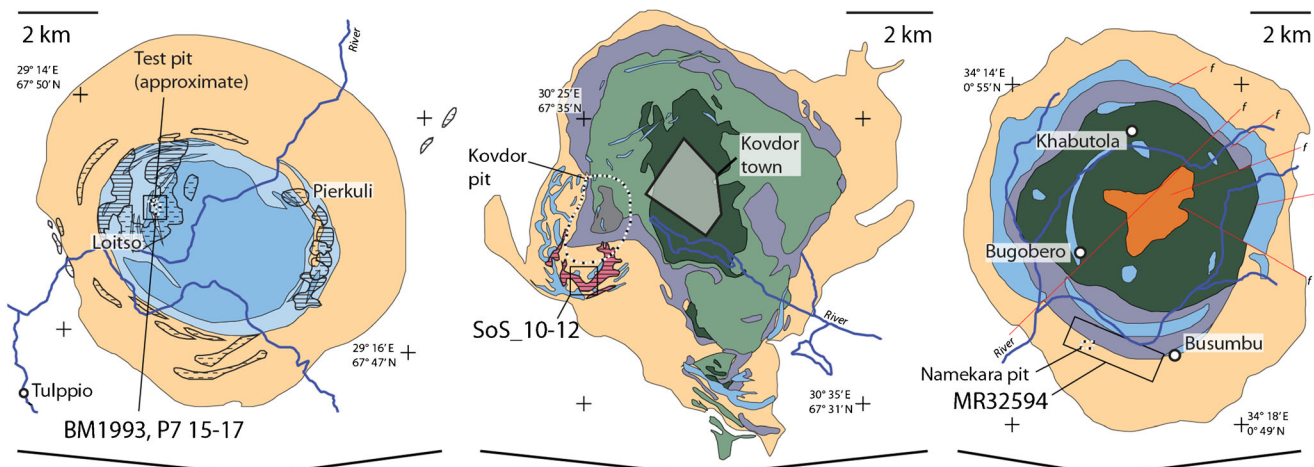 2 km
River
Test pit
(approximate)
29° 14′ E
67° 50′ N
Pierkuli
Loitso
29° 16′ E
67° 47′ N
Tulppio
BM1993, P7 15-17
2 km
30° 25′ E
67° 35′ N
Kovdor
pit
Kovdor
town
SoS_10-12
River
30° 35′ E
67° 31′ N
2 km
34° 14′ E
0° 55′ N
f
f
f
f
f
Khabutola
Bugobero
River
Busumbu
Namekara pit
MR32594
34° 18′ E
0° 49′ N